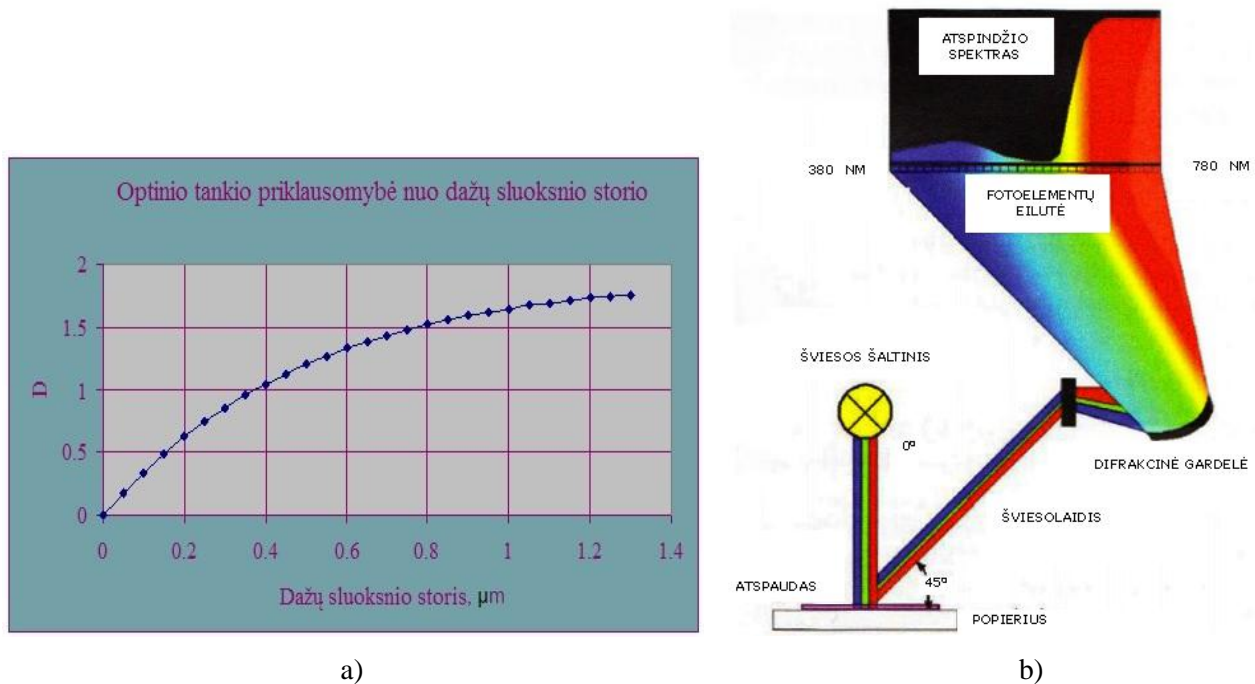 Optinio tankio priklausomybė nuo dažų sluoksnio storio
D
2
1.5
1
0.5
0
0
0.2
0.4
0.6
0.8
1
1.2
1.4
Dažų sluoksnio storis, µm
a)
ATSPINDŽIO
SPEKTRAS
380 NM
780 NM
FOTOELEMENTŲ
EILUTĖ
ŠVIESOS ŠALTINIS
0º
DIFRAKCINĖ GARDELĖ
ŠVIESOLAIDIS
45º
ATSPAUDAS
POPIERIUS
b)